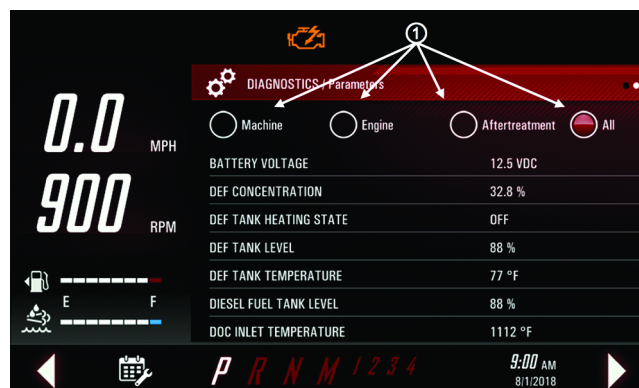 1
DIAGNOSTICS / Parameters
Machine Engine Aftertreatment All
0.0 MPH
900 RPM
BATTERY VOLTAGE 12.5 VDC
DEF CONCENTRATION 32.8 %
DEF TANK HEATING STATE OFF
DEF TANK LEVEL 88 %
DEF TANK TEMPERATURE 77 °F
DIESEL FUEL TANK LEVEL 88 %
DOC INLET TEMPERATURE 1112 °F
E F
P R N M 1 2 3 4
9:00 AM
8/1/2018